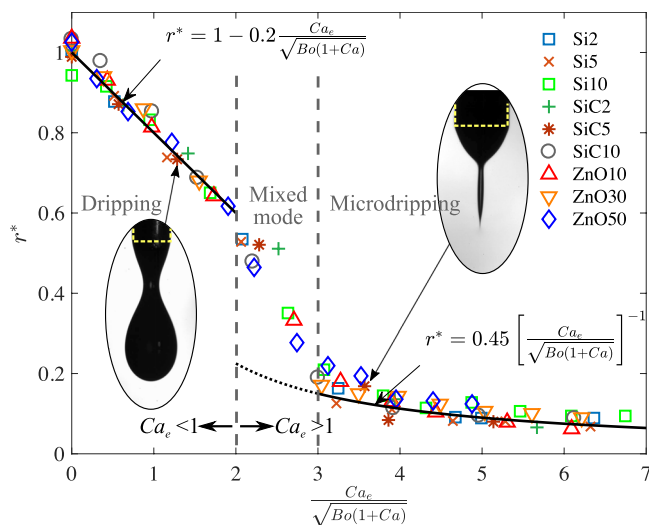 r* = 1 − 0.2 Ca_e / √Bo(1+Ca)
Dripping
Mixed
mode
Microdripping
r* = 0.45 [Ca_e / √Bo(1+Ca)]^−1
Ca_e <1
Ca_e >1
Si2
Si5
Si10
SiC2
SiC5
SiC10
ZnO10
ZnO30
ZnO50
r*
1
0.8
0.6
0.4
0.2
0
0 1 2 3 4 5 6 7
Ca_e / √Bo(1+Ca)